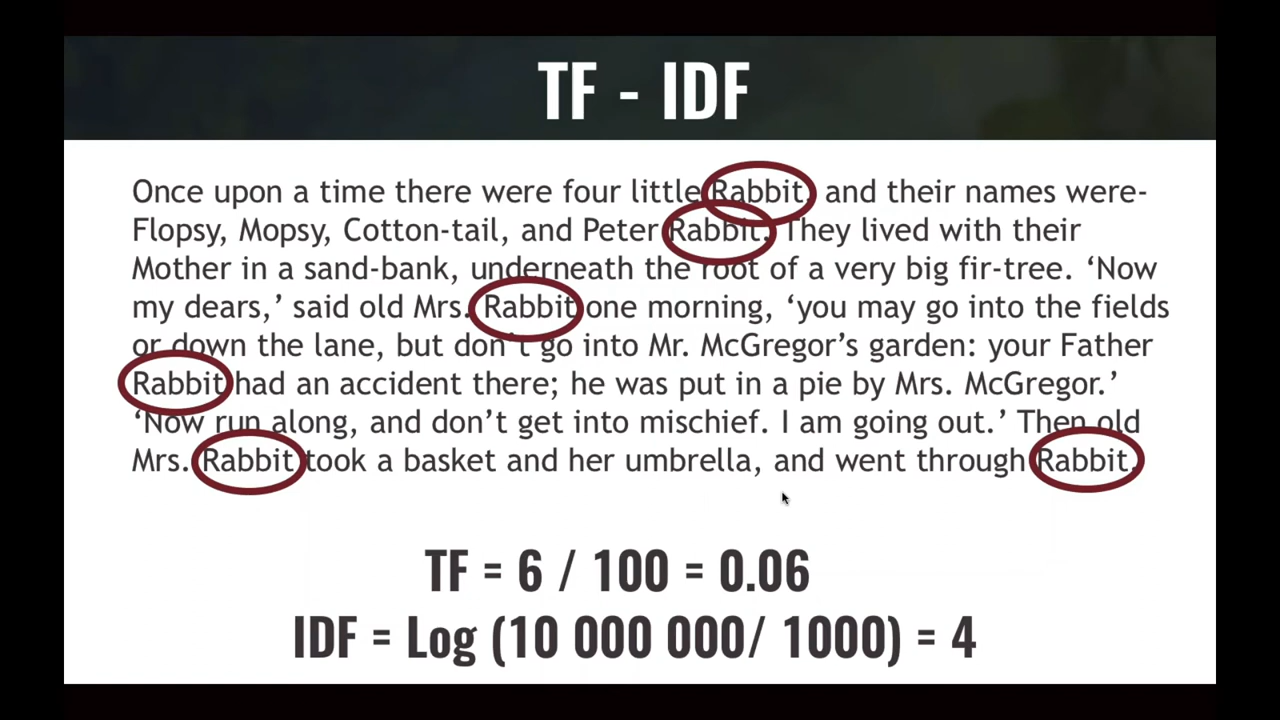 TF - IDF
Once upon a time there were four little Rabbit, and their names were-
Flopsy, Mopsy, Cotton-tail, and Peter Rabbit. They lived with their
Mother in a sand-bank, underneath the root of a very big fir-tree. ‘Now
my dears,’ said old Mrs. Rabbit one morning, ‘you may go into the fields
or down the lane, but don’t go into Mr. McGregor’s garden: your Father
Rabbit had an accident there; he was put in a pie by Mrs. McGregor.’
‘Now run along, and don’t get into mischief. I am going out.’ Then old
Mrs. Rabbit took a basket and her umbrella, and went through Rabbit.
TF = 6 / 100 = 0.06
IDF = Log (10 000 000/ 1000) = 4